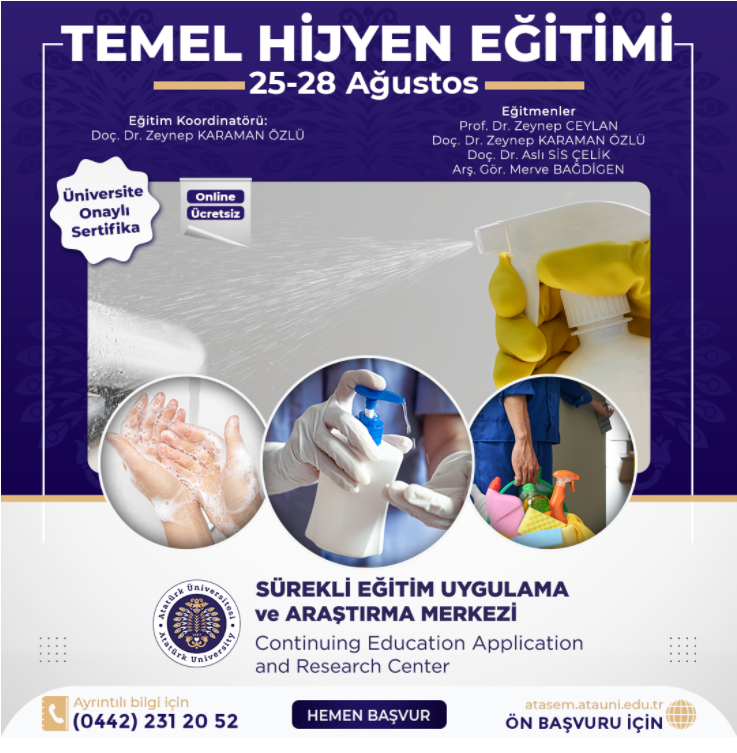 TEMEL HİJYEN EĞİTİMİ
25-28 Ağustos
Eğitim Koordinatörü:
Doç. Dr. Zeynep KARAMAN ÖZLÜ
Eğitmenler
Prof. Dr. Zeynep CEYLAN
Doç. Dr. Zeynep KARAMAN ÖZLÜ
Doç. Dr. Aslı SİS ÇELİK
Arş. Gör. Merve BAĞDİGEN
Üniversite
Onaylı
Sertifika
Online
Ücretsiz
Atatürk Üniversitesi
Atatürk University
SÜREKLİ EĞİTİM UYGULAMA
ve ARAŞTIRMA MERKEZİ
Continuing Education Application
and Research Center
Ayrıntılı bilgi için
(0442) 231 20 52
HEMEN BAŞVUR
atasem.atauni.edu.tr
ÖN BAŞVURU İÇİN